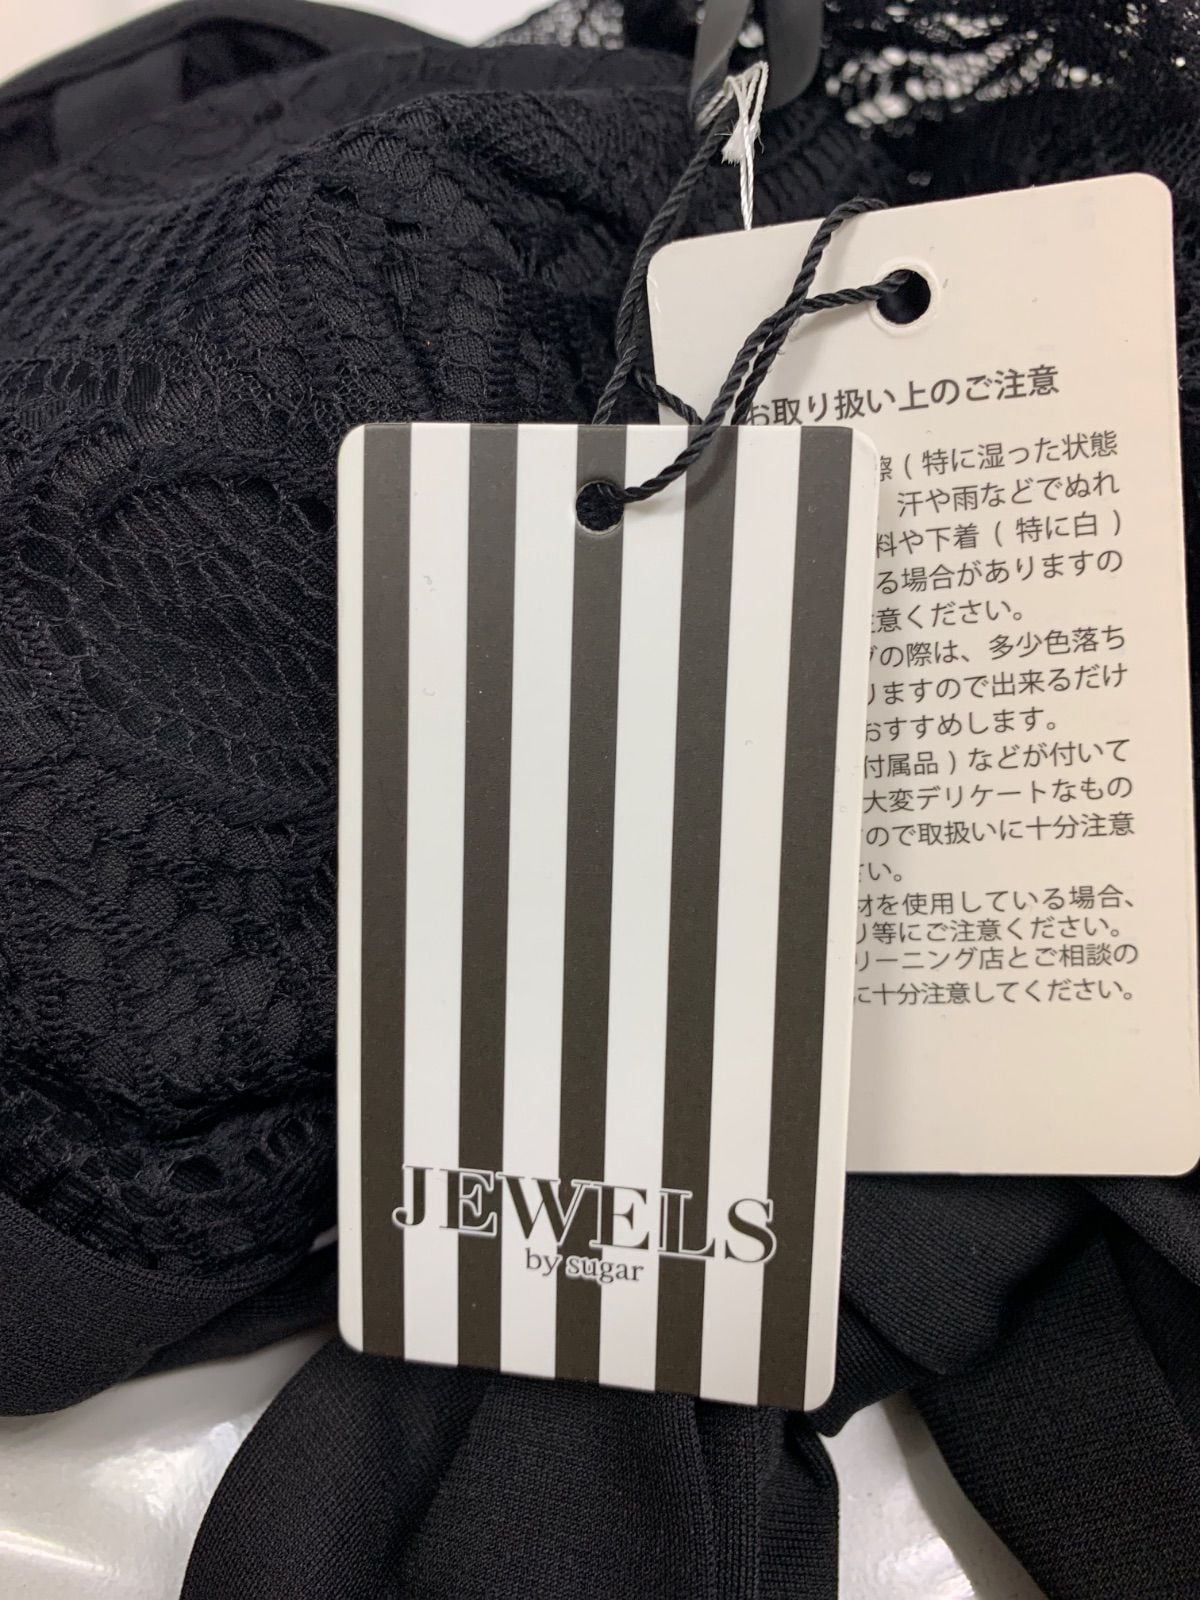 お取り扱い上のご注意
際 ( 特に湿った状態
汗や雨などでぬれ
料や下着 ( 特に白 )
る場合がありますの
注意ください。
グの際は、多少色落ち
りますので出来るだけ
おすすめします。
付属品 ) などが付いて
大変デリケートなもの
すので取扱いに十分注意
さい。
材を使用している場合、
り等にご注意ください。
リーニング店とご相談の
に十分注意してください。
JEWELS
by sugar